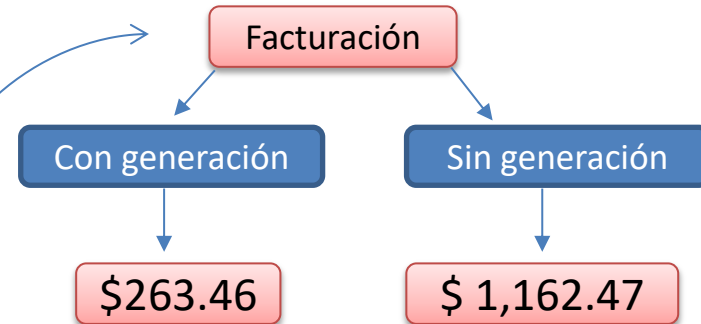 Facturación
Con generación
Sin generación
$263.46
$ 1,162.47